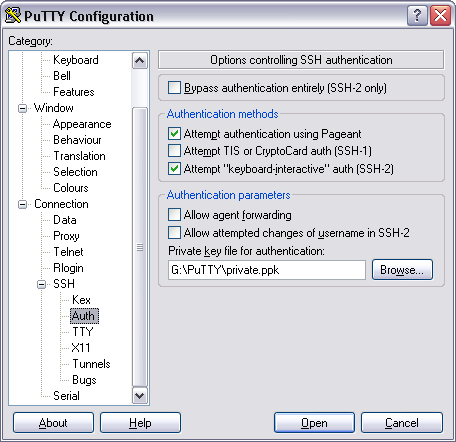 PuTTY Configuration
Category:
Keyboard
Bell
Features
Window
Appearance
Behaviour
Translation
Selection
Colours
Connection
Data
Proxy
Telnet
Rlogin
SSH
Kex
Auth
TTY
X11
Tunnels
Bugs
Serial
Options controlling SSH authentication
Bypass authentication entirely (SSH-2 only)
Authentication methods
Attempt authentication using Pageant
Attempt TIS or CryptoCard auth (SSH-1)
Attempt "keyboard-interactive" auth (SSH-2)
Authentication parameters
Allow agent forwarding
Allow attempted changes of username in SSH-2
Private key file for authentication:
G:\PuTTY\private.ppk
Browse...
About
Help
Open
Cancel